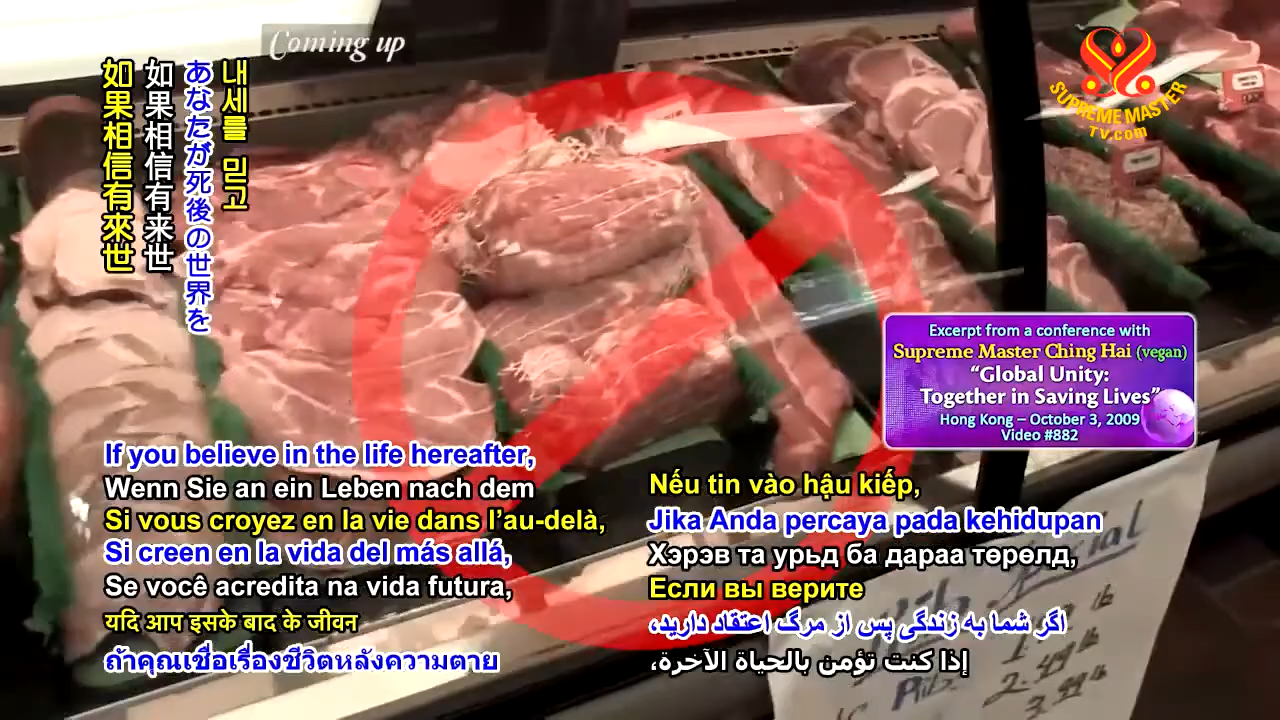 Coming up
SUPREME MASTER
TV.com
내세를 믿고
あなたが死後の世界を
如果相信有来世
如果相信有來世
Excerpt from a conference with
Supreme Master Ching Hai (vegan)
“Global Unity:
Together in Saving Lives”
Hong Kong – October 3, 2009
Video #882
If you believe in the life hereafter,
Wenn Sie an ein Leben nach dem
Si vous croyez en la vie dans l’au-delà,
Si creen en la vida del más allá,
Se você acredita na vida futura,
यदि आप इसके बाद के जीवन
ถ้าคุณเชื่อเรื่องชีวิตหลังความตาย
Nếu tin vào hậu kiếp,
Jika Anda percaya pada kehidupan
Хэрэв та урьд ба дараа төрөлд,
Если вы верите
اگر شما به زندگی پس از مرگ اعتقاد دارید،
إذا كنت تؤمن بالحياة الآخرة،
2.49 lb
3.99 lb